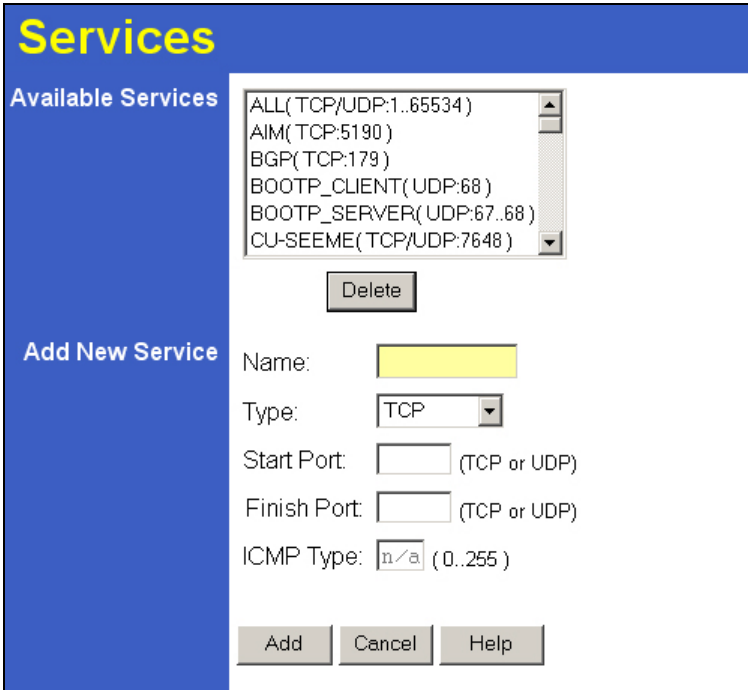 Services
Available Services
ALL(TCP/UDP:1..65534)
AIM(TCP:5190)
BGP(TCP:179)
BOOTP_CLIENT(UDP:68)
BOOTP_SERVER(UDP:67..68)
CU-SEEME(TCP/UDP:7648)
Delete
Add New Service
Name:
Type: TCP
Start Port: (TCP or UDP)
Finish Port: (TCP or UDP)
ICMP Type: n/a (0..255)
Add Cancel Help